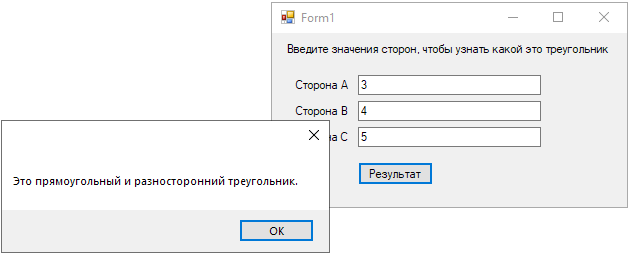 Form1
Введите значения сторон, чтобы узнать какой это треугольник
Сторона A 3
Сторона B 4
на C 5
Результат
Это прямоугольный и разносторонний треугольник.
OK